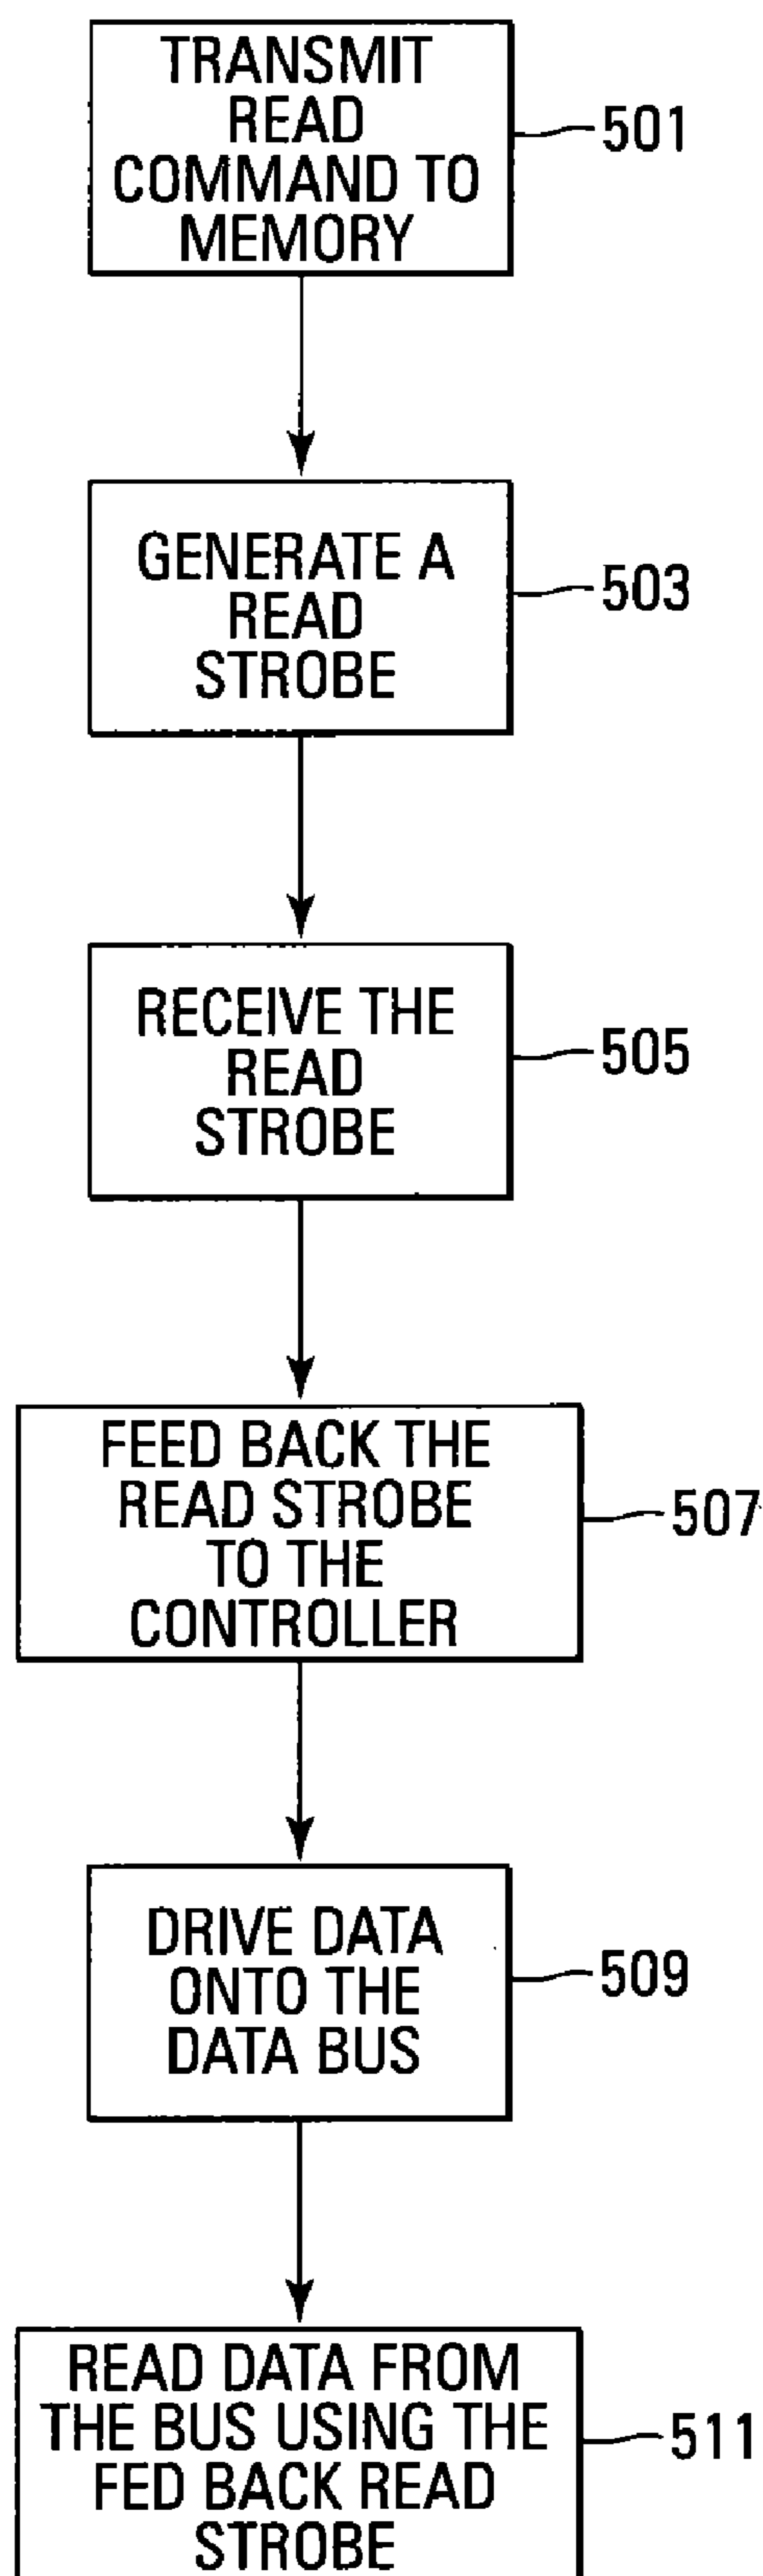 TRANSMIT
READ
COMMAND TO
MEMORY
501
GENERATE A
READ
STROBE
503
RECEIVE THE
READ
STROBE
505
FEED BACK THE
READ STROBE
TO THE
CONTROLLER
507
DRIVE DATA
ONTO THE
DATA BUS
509
READ DATA FROM
THE BUS USING THE
FED BACK READ
STROBE
511